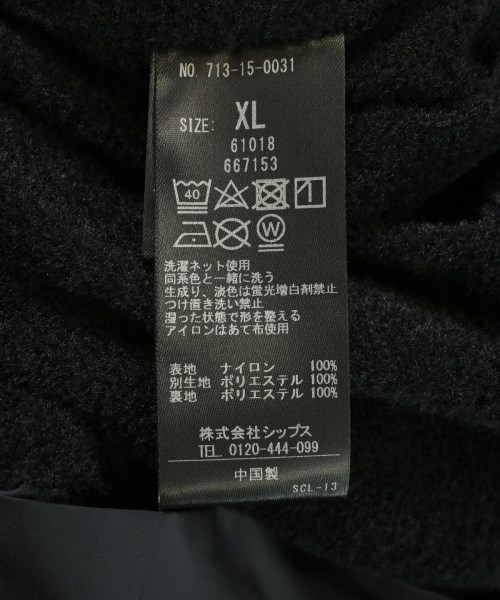 NO. 713-15-0031
SIZE: XL
61018
667153
40
W
洗濯ネット使用
同系色と一緒に洗う
生成り、淡色は蛍光増白剤禁止
つけ置き洗い禁止
湿った状態で形を整える
アイロンはあて布使用
表地 ナイロン 100%
別生地 ポリエステル 100%
裏地 ポリエステル 100%
株式会社シップス
TEL. 0120-444-099
中国製
SCL-13